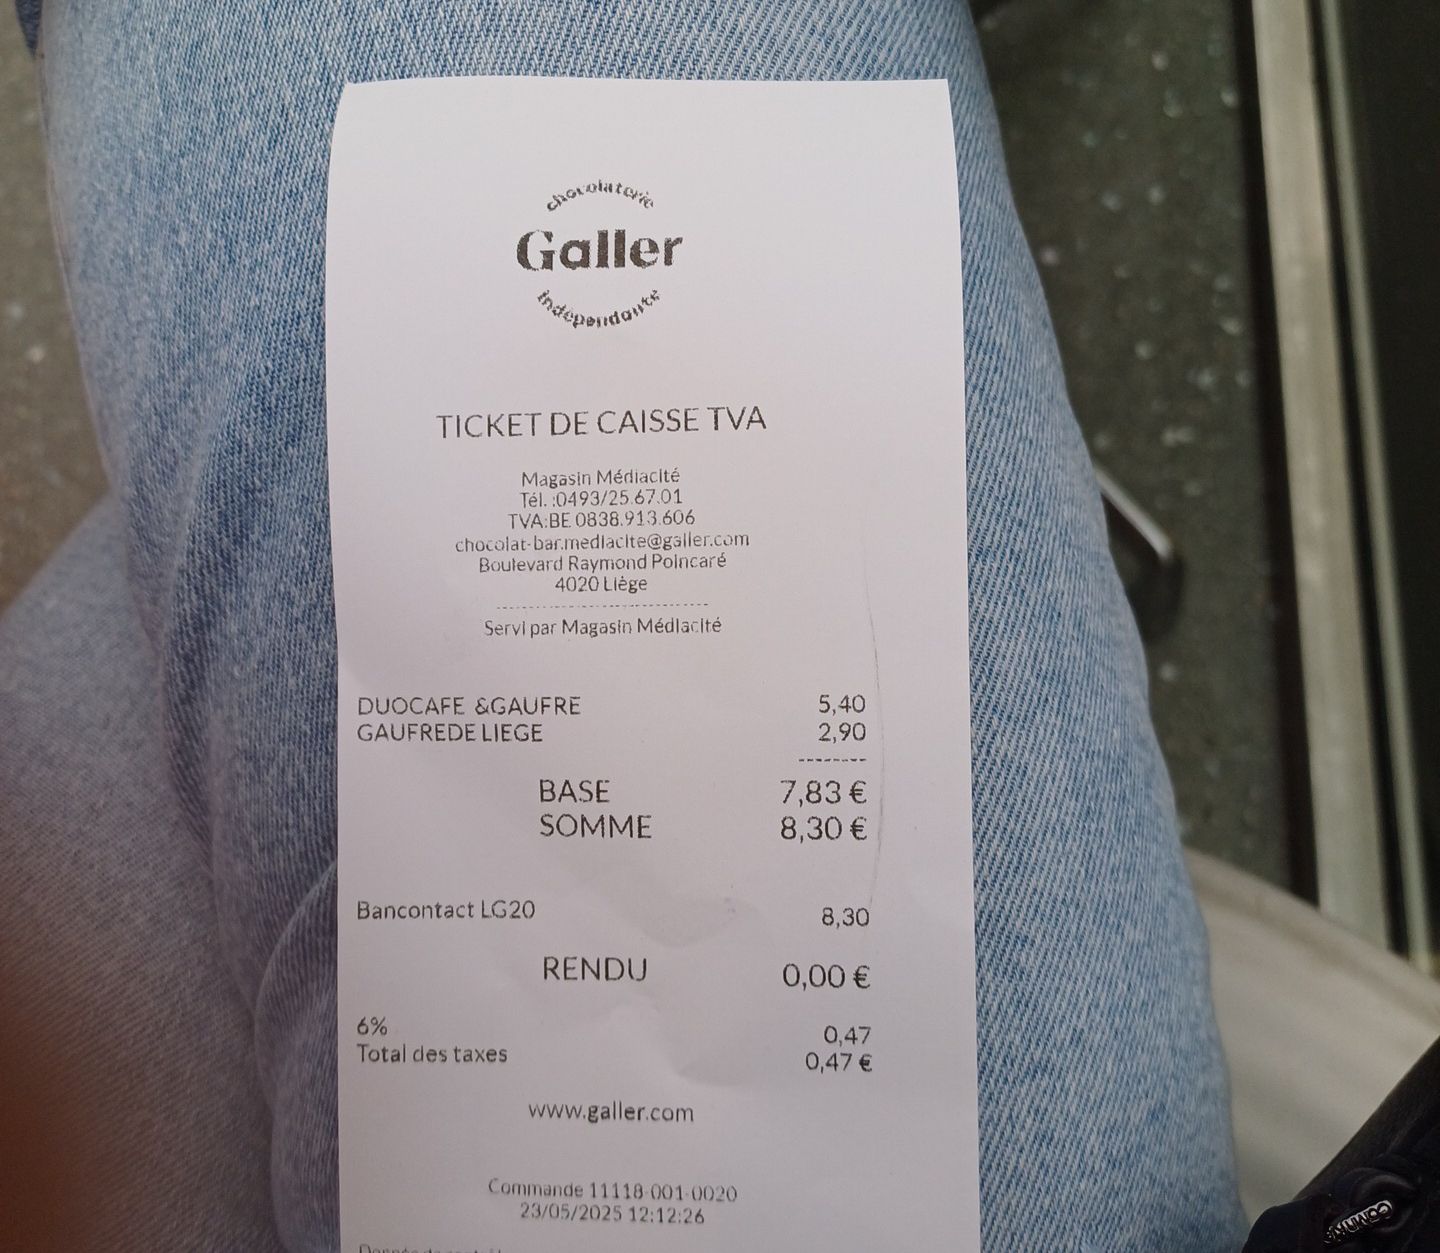 chocolaterie
Galler
indépendante
TICKET DE CAISSE TVA
Magasin Médiacité
Tél. :0493/25.67.01
TVA:BE 0838.913.606
chocolat-bar.mediacite@galler.com
Boulevard Raymond Poincaré
4020 Liège
Servi par Magasin Médiacité
DUOCAFE &GAUFRE 5,40
GAUFREDE LIEGE 2,90
BASE 7,83 €
SOMME 8,30 €
Bancontact LG20 8,30
RENDU 0,00 €
6% 0,47
Total des taxes 0,47 €
www.galler.com
Commande 11118-001-0020
23/05/2025 12:12:26